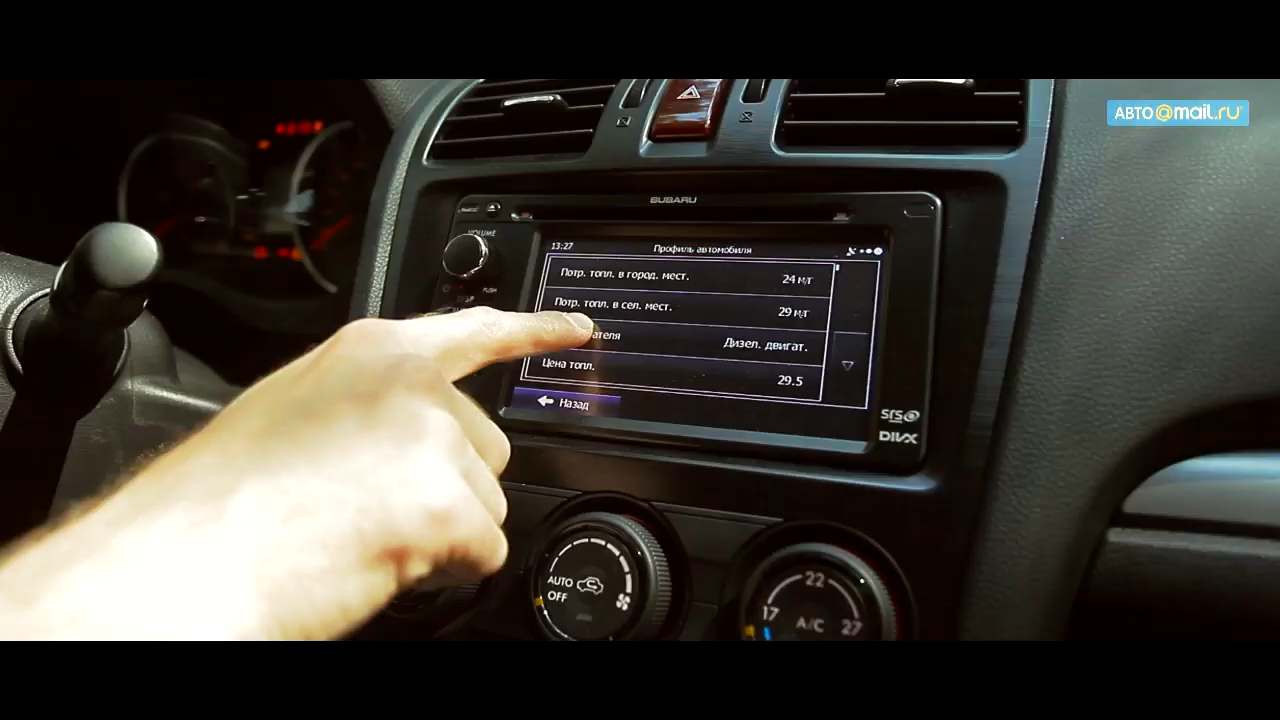 АВТО@mail.ru
SUBARU
VOLUME
PUSH
13:27 Профиль автомобиля
Потр. топл. в город. мест. 24 м/г
Потр. топл. в сел. мест. 29 м/г
ателя Дизел. двигат.
Цена топл. 29.5
Назад
SRS
DIVX
AUTO
OFF
22
17 A/C 27